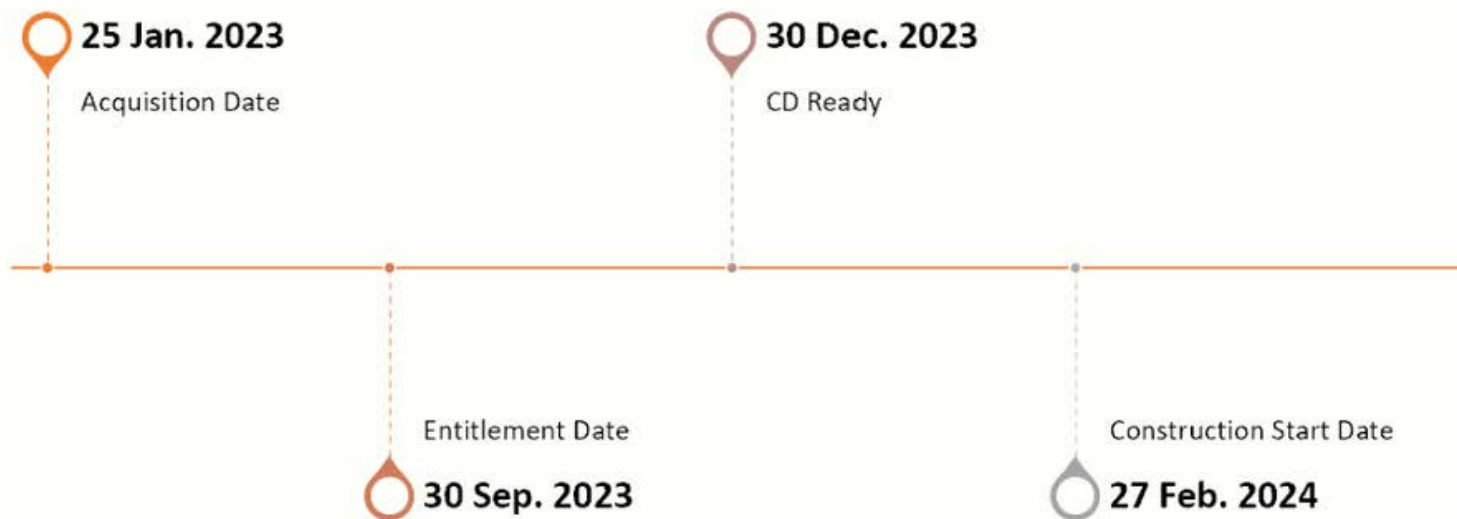 25 Jan. 2023
Acquisition Date
30 Dec. 2023
CD Ready
Entitlement Date
30 Sep. 2023
Construction Start Date
27 Feb. 2024